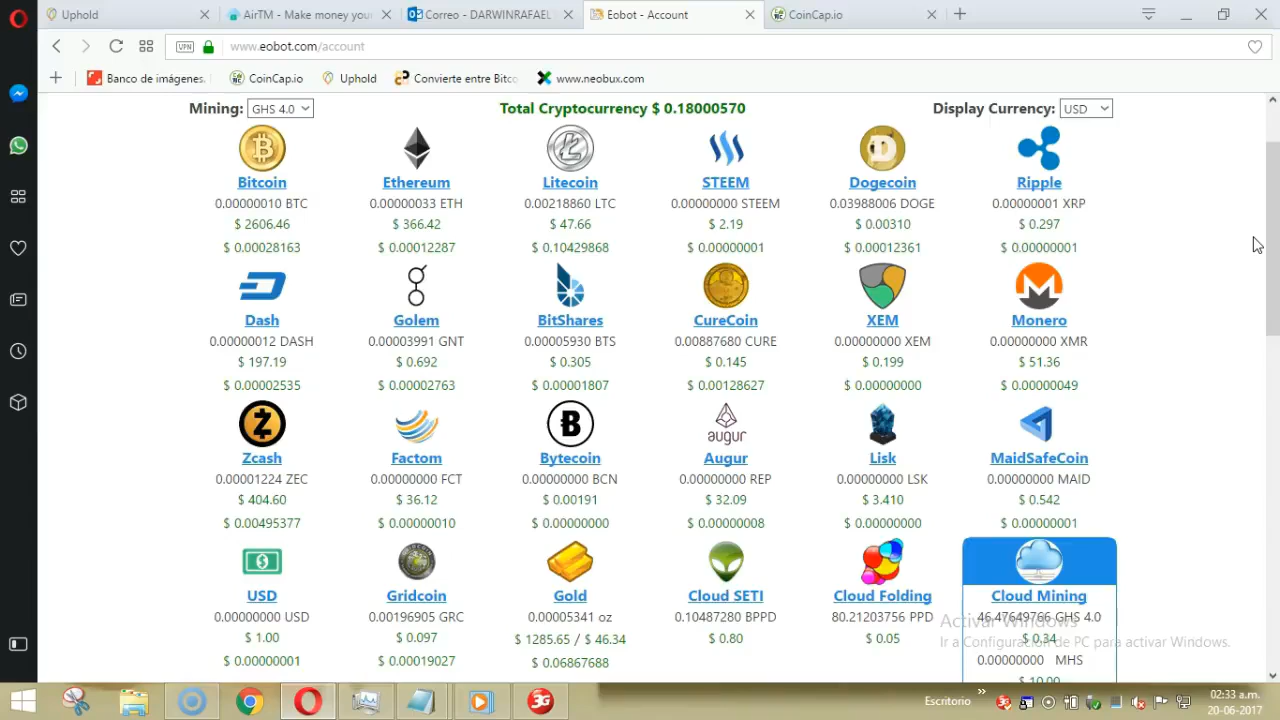 Uphold
AirTM - Make money your
Correo - DARWINRAFAEL
Eobot - Account
CoinCap.io
VPN
www.eobot.com/account
Banco de imágenes,
CoinCap.io
Uphold
Convierte entre Bitco
www.neobux.com
Mining: GHS 4.0
Total Cryptocurrency $ 0.18000570
Display Currency: USD
Bitcoin Ethereum Litecoin STEEM Dogecoin Ripple
0.00000010 BTC 0.00000033 ETH 0.00218860 LTC 0.00000000 STEEM 0.03988006 DOGE 0.00000001 XRP
$ 2606.46 $ 366.42 $ 47.66 $ 2.19 $ 0.00310 $ 0.297
$ 0.00028163 $ 0.00012287 $ 0.10429868 $ 0.00000001 $ 0.00012361 $ 0.00000001
Dash Golem BitShares CureCoin XEM Monero
0.00000012 DASH 0.00003991 GNT 0.00005930 BTS 0.00887680 CURE 0.00000000 XEM 0.00000000 XMR
$ 197.19 $ 0.692 $ 0.305 $ 0.145 $ 0.199 $ 51.36
$ 0.00002535 $ 0.00002763 $ 0.00001807 $ 0.00128627 $ 0.00000000 $ 0.00000049
augur
Zcash Factom Bytecoin Augur Lisk MaidSafeCoin
0.00001224 ZEC 0.00000000 FCT 0.00000000 BCN 0.00000000 REP 0.00000000 LSK 0.00000000 MAID
$ 404.60 $ 36.12 $ 0.00191 $ 32.09 $ 3.410 $ 0.542
$ 0.00495377 $ 0.00000010 $ 0.00000000 $ 0.00000008 $ 0.00000000 $ 0.00000001
USD Gridcoin Gold Cloud SETI Cloud Folding Cloud Mining
0.00000000 USD 0.00196905 GRC 0.00005341 oz 0.10487280 BPPD 80.21203756 PPD 46.47649766 GHS 4.0
$ 1.00 $ 0.097 $ 1285.65 / $ 46.34 $ 0.80 $ 0.05 $ 0.34
$ 0.00000001 $ 0.00019027 $ 0.06867688 0.00000000 MHS
$ 10.00
Activar Windows
Ir a Configuración de PC para activar Windows.
3G
Escritorio
02:33 a.m.
20-06-2017